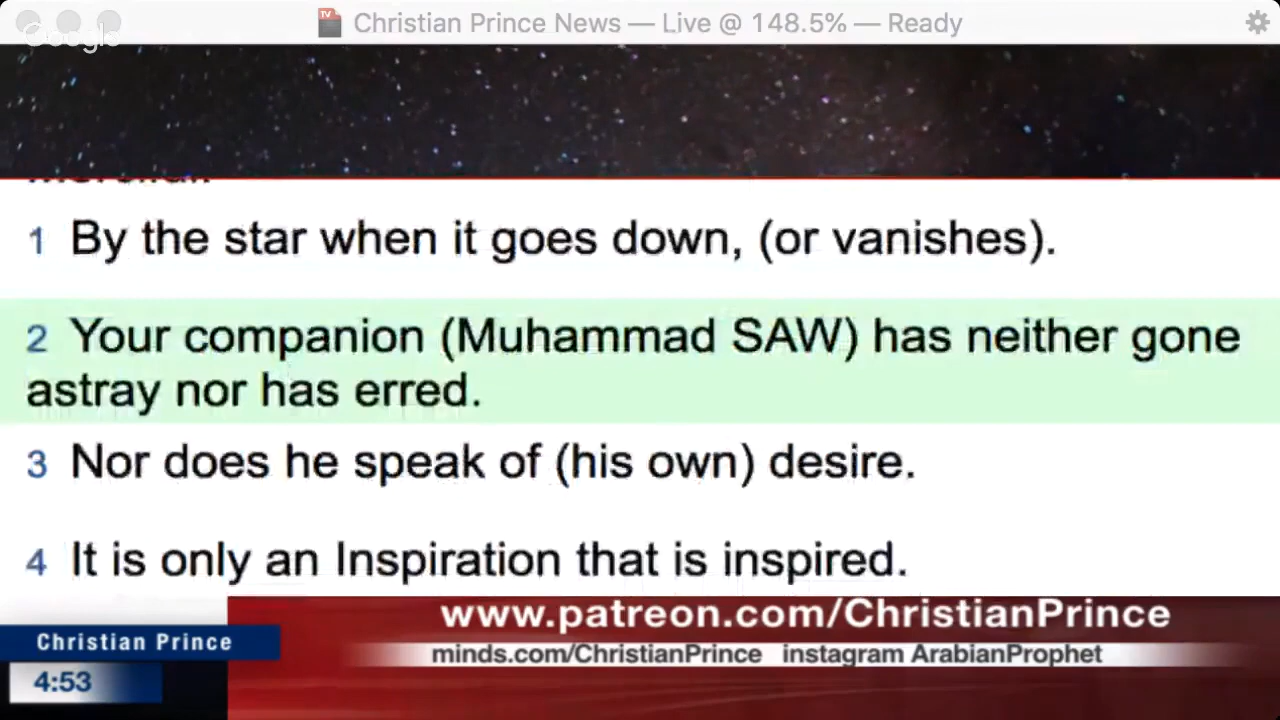 Christian Prince News — Live @ 148.5% — Ready
Google
TV
1 By the star when it goes down, (or vanishes).
2 Your companion (Muhammad SAW) has neither gone
astray nor has erred.
3 Nor does he speak of (his own) desire.
4 It is only an Inspiration that is inspired.
www.patreon.com/ChristianPrince
Christian Prince
minds.com/ChristianPrince instagram ArabianProphet
4:53